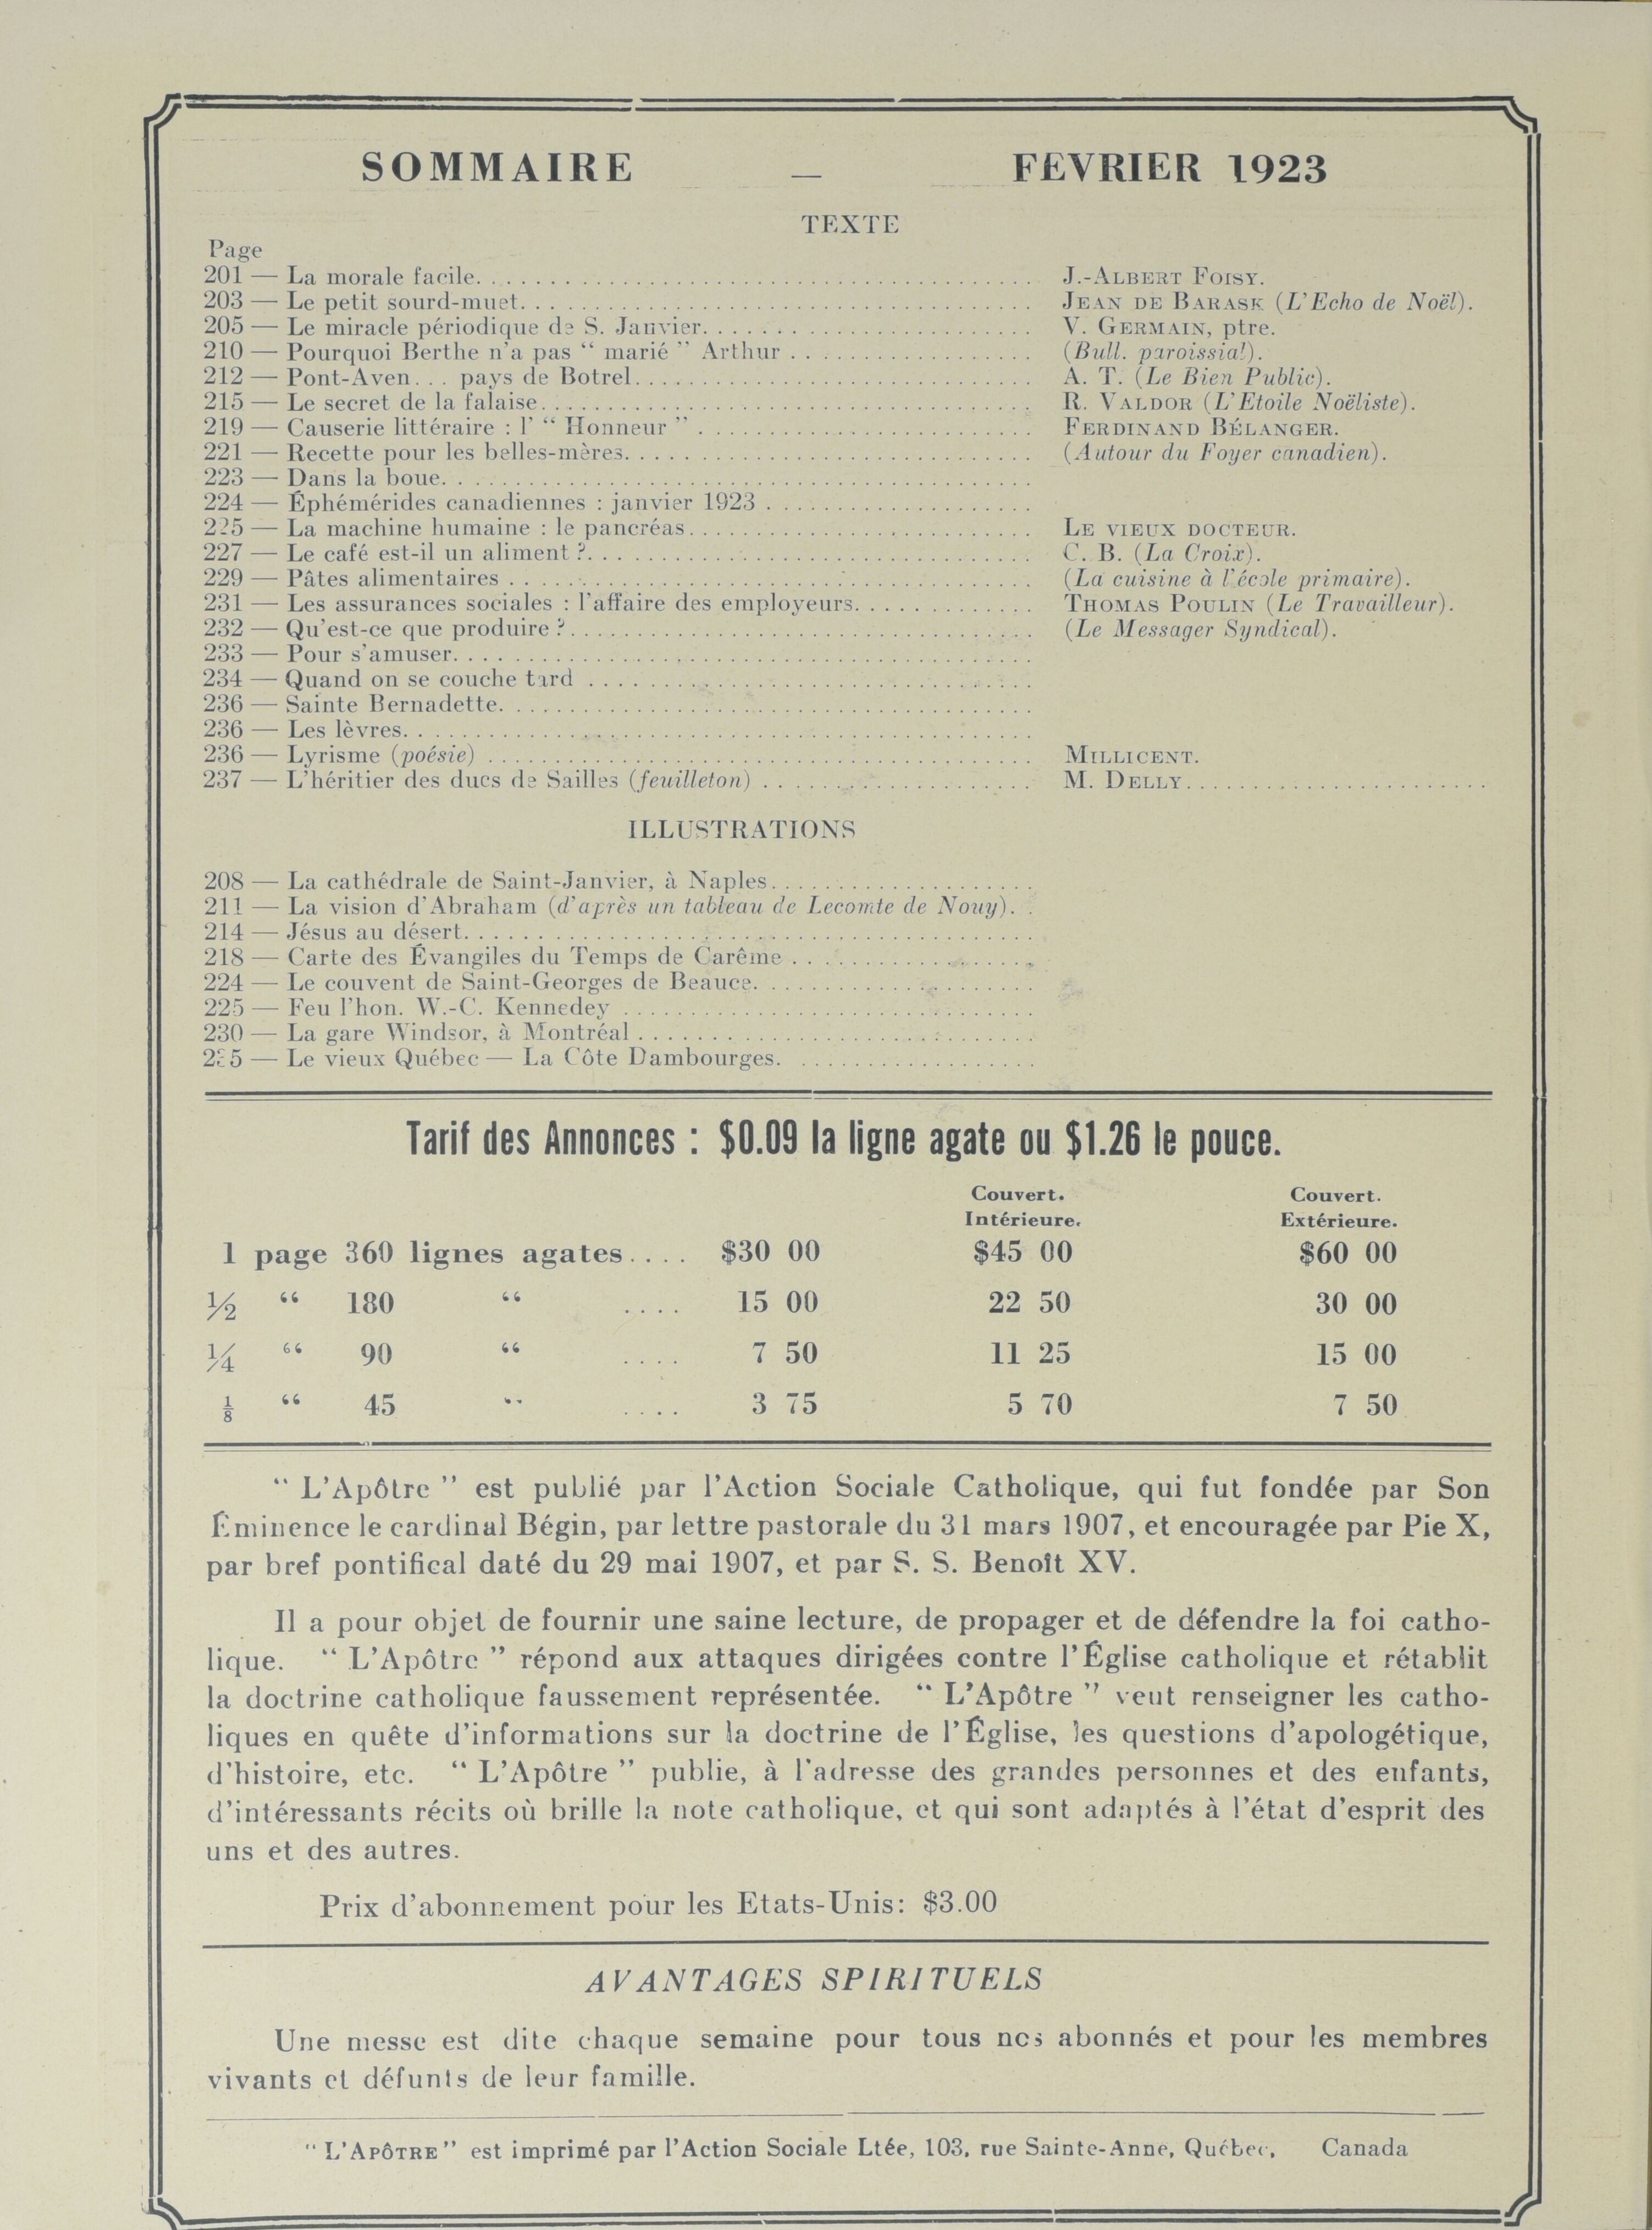 SOMMAIRE — FEVRIER 1923
TEXTE
Page
201 — La morale facile. . . . . . . . . . J.-ALBERT FOISY.
203 — Le petit sourd-muet. . . . . . . . . . JEAN DE BARASK (L'Echo de Noël).
205 — Le miracle périodique de S. Janvier. . . . . . . . . . V. GERMAIN, ptre.
210 — Pourquoi Berthe n'a pas “ marié ” Arthur . . . . . . . . . . (Bull. paroissial).
212 — Pont-Aven. . . pays de Botrel. . . . . . . . . . A. T. (Le Bien Public).
215 — Le secret de la falaise. . . . . . . . . . R. VALDOR (L'Etoile Noëliste).
219 — Causerie littéraire : l' “ Honneur ” . . . . . . . . . . FERDINAND BÉLANGER.
221 — Recette pour les belles-mères. . . . . . . . . . (Autour du Foyer canadien).
223 — Dans la boue. . . . . . . . . .
224 — Éphémérides canadiennes : janvier 1923 . . . . . . . . . .
225 — La machine humaine : le pancréas. . . . . . . . . . LE VIEUX DOCTEUR.
227 — Le café est-il un aliment ?. . . . . . . . . . C. B. (La Croix).
229 — Pâtes alimentaires . . . . . . . . . . (La cuisine à l'école primaire).
231 — Les assurances sociales : l'affaire des employeurs. . . . . . . . . . THOMAS POULIN (Le Travailleur).
232 — Qu'est-ce que produire ?. . . . . . . . . . (Le Messager Syndical).
233 — Pour s'amuser. . . . . . . . . .
234 — Quand on se couche tard . . . . . . . . . .
236 — Sainte Bernadette. . . . . . . . . .
236 — Les lèvres. . . . . . . . . .
236 — Lyrisme (poésie) . . . . . . . . . . MILLICENT.
237 — L'héritier des ducs de Sailles (feuilleton) . . . . . . . . . . M. DELLY. . . . . . . . . .
ILLUSTRATIONS
208 — La cathédrale de Saint-Janvier, à Naples. . . . . . . . . .
211 — La vision d'Abraham (d'après un tableau de Lecomte de Nouy). .
214 — Jésus au désert. . . . . . . . . .
218 — Carte des Évangiles du Temps de Carême . . . . . . . . . .
224 — Le couvent de Saint-Georges de Beauce. . . . . . . . . .
225 — Feu l'hon. W.-C. Kennedey . . . . . . . . . .
230 — La gare Windsor, à Montréal . . . . . . . . . .
235 — Le vieux Québec — La Côte Dambourges. . . . . . . . . .
Tarif des Annonces : $0.09 la ligne agate ou $1.26 le pouce.
Couvert. Couvert.
Intérieure. Extérieure.
1 page 360 lignes agates.... $30 00 $45 00 $60 00
½ “ 180 “ .... 15 00 22 50 30 00
¼ “ 90 “ .... 7 50 11 25 15 00
⅛ “ 45 “ .... 3 75 5 70 7 50
“ L'Apôtre ” est publié par l'Action Sociale Catholique, qui fut fondée par Son
Éminence le cardinal Bégin, par lettre pastorale du 31 mars 1907, et encouragée par Pie X,
par bref pontifical daté du 29 mai 1907, et par S. S. Benoît XV.
Il a pour objet de fournir une saine lecture, de propager et de défendre la foi catho-
lique. “ L'Apôtre ” répond aux attaques dirigées contre l'Église catholique et rétablit
la doctrine catholique faussement représentée. “ L'Apôtre ” veut renseigner les catho-
liques en quête d'informations sur la doctrine de l'Église, les questions d'apologétique,
d'histoire, etc. “ L'Apôtre ” publie, à l'adresse des grandes personnes et des enfants,
d'intéressants récits où brille la note catholique, et qui sont adaptés à l'état d'esprit des
uns et des autres.
Prix d'abonnement pour les Etats-Unis: $3.00
AVANTAGES SPIRITUELS
Une messe est dite chaque semaine pour tous nos abonnés et pour les membres
vivants et défunts de leur famille.
“ L'APÔTRE ” est imprimé par l'Action Sociale Ltée, 103, rue Sainte-Anne, Québec, Canada